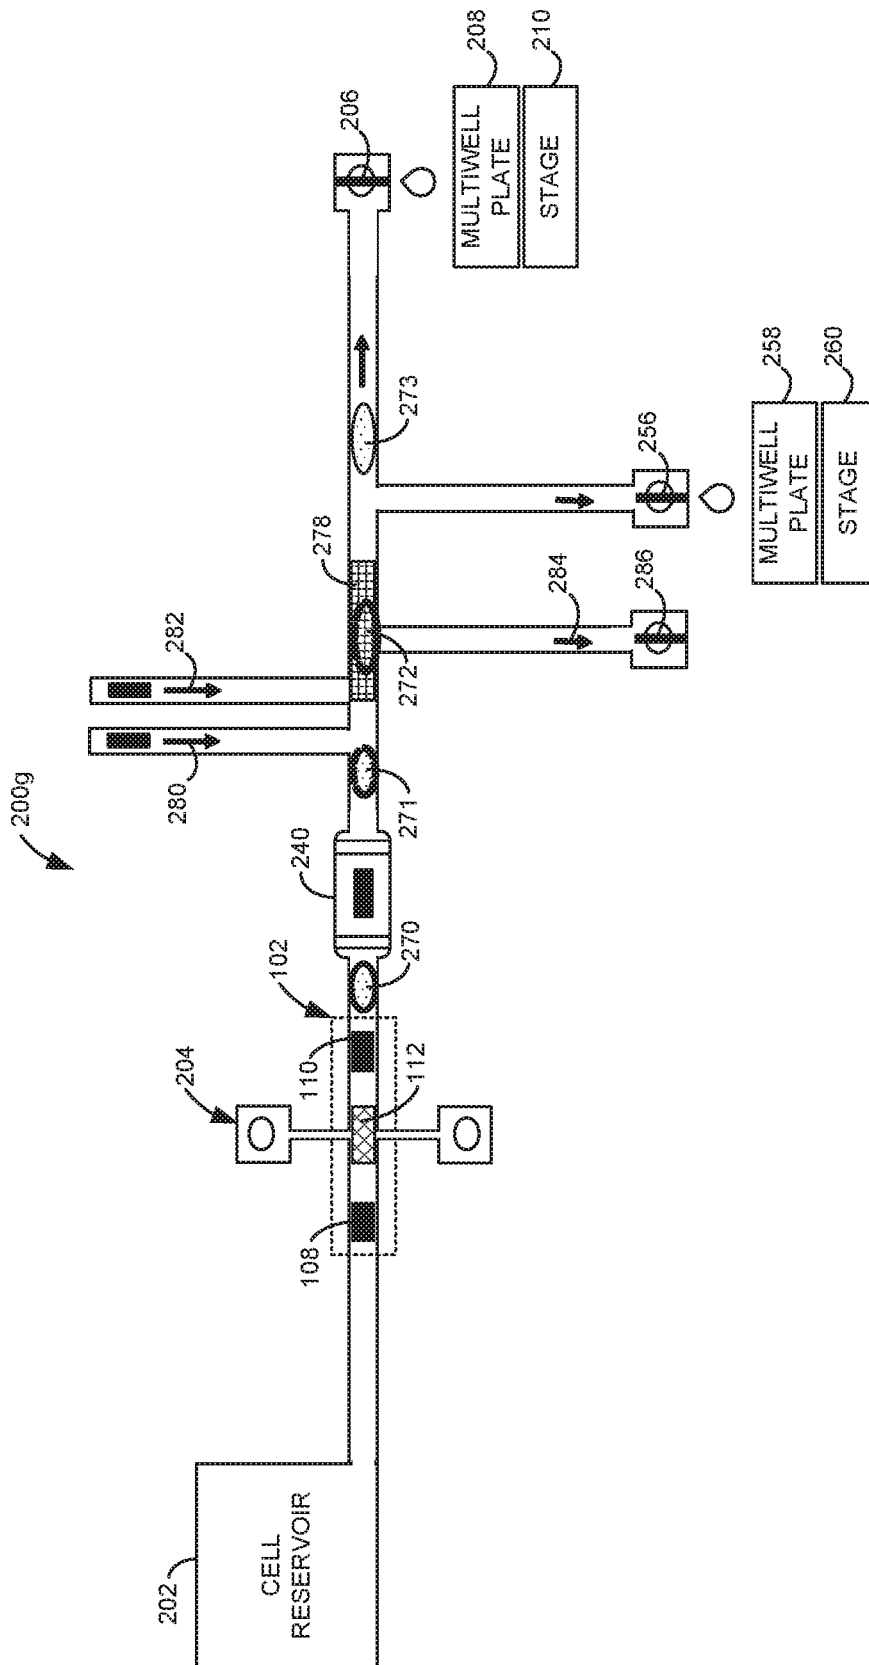 200g
202
CELL
RESERVOIR
108
110
112
204
102
270
240
271
280
282
272
278
273
284
286
256
206
MULTIWELL
PLATE
208
STAGE
210
MULTIWELL
PLATE
258
STAGE
260